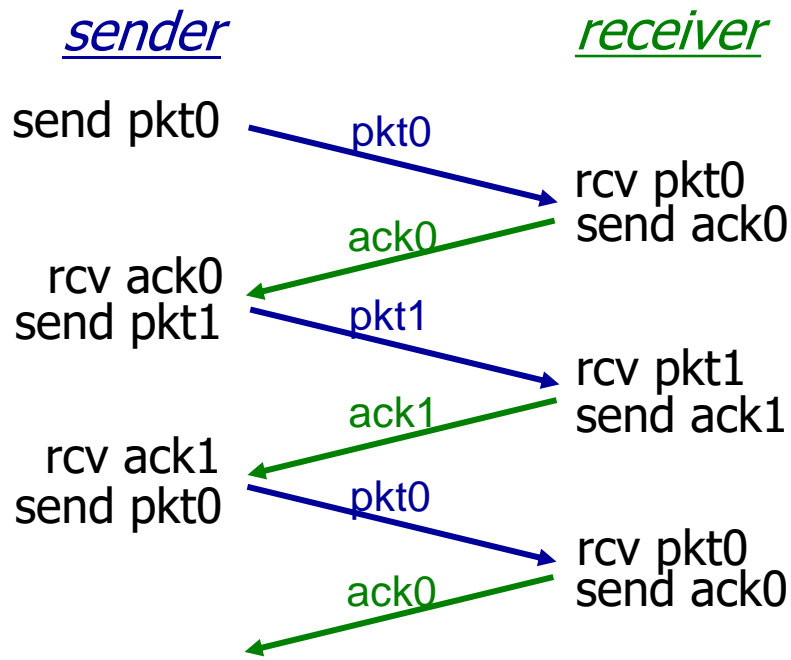 sender
receiver
send pkt0
pkt0
rcv pkt0
send ack0
ack0
rcv ack0
send pkt1
pkt1
rcv pkt1
send ack1
ack1
rcv ack1
send pkt0
pkt0
rcv pkt0
send ack0
ack0